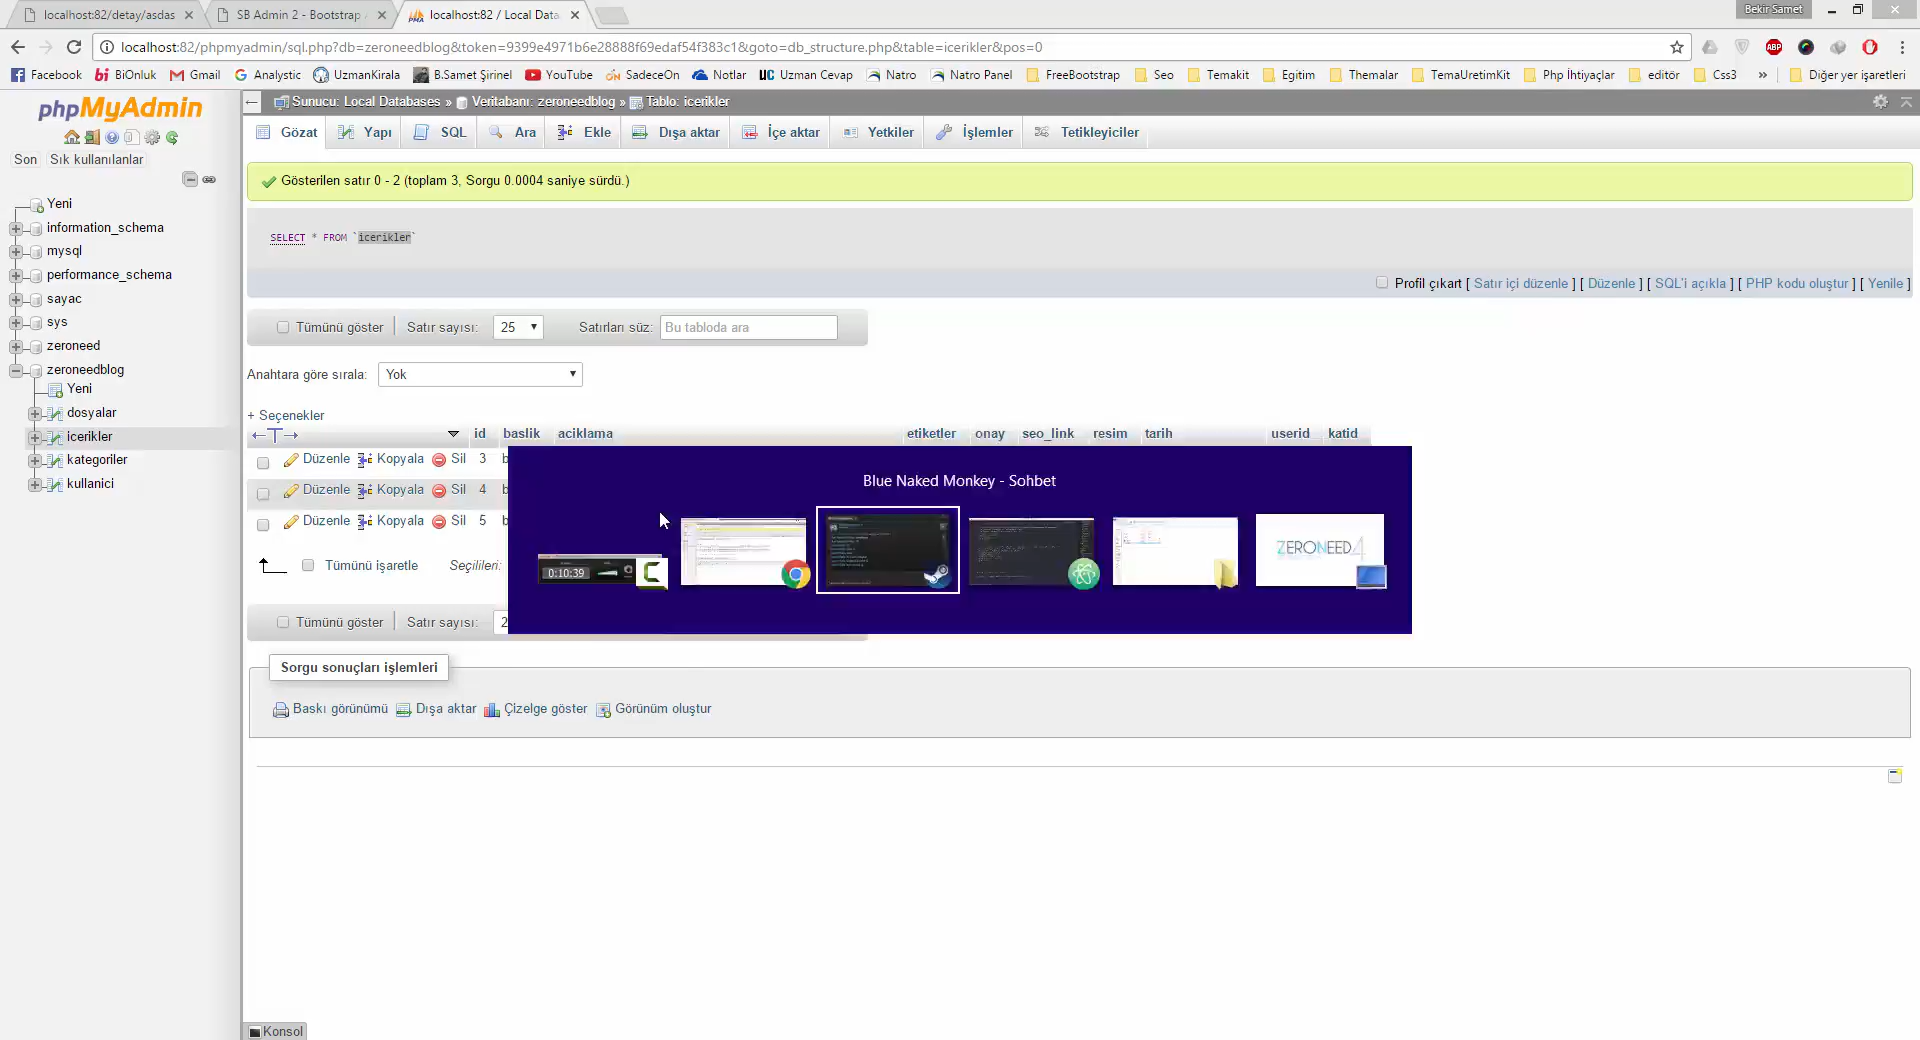 localhost:82/detay/asdas
SB Admin 2 - Bootstrap
localhost:82 / Local Data
Bekir Samet
localhost:82/phpmyadmin/sql.php?db=zeroneedblog&token=9399e4971b6e28888f69edaf54f383c1&goto=db_structure.php&table=icerikler&pos=0
ABP
Facebook
BiOnluk
Gmail
Analystic
UzmanKirala
B.Samet Şirinel
YouTube
SadeceOn
Notlar
Uzman Cevap
Natro
Natro Panel
FreeBootstrap
Seo
Temakit
Egitim
Themalar
TemaUretimKit
Php İhtiyaçlar
editör
Css3
»
Diğer yer işaretleri
phpMyAdmin
Son
Sık kullanılanlar
Yeni
information_schema
mysql
performance_schema
sayac
sys
zeroneed
zeroneedblog
Yeni
dosyalar
icerikler
kategoriler
kullanici
Sunucu: Local Databases » Veritabanı: zeroneedblog » Tablo: icerikler
Gözat
Yapı
SQL
Ara
Ekle
Dışa aktar
İçe aktar
Yetkiler
İşlemler
Tetikleyiciler
Gösterilen satır 0 - 2 (toplam 3, Sorgu 0.0004 saniye sürdü.)
SELECT * FROM `icerikler`
Profil çıkart [ Satır içi düzenle ] [ Düzenle ] [ SQL'i açıkla ] [ PHP kodu oluştur ] [ Yenile ]
Tümünü göster
Satır sayısı:
25
Satırları süz:
Bu tabloda ara
Anahtara göre sırala:
Yok
+ Seçenekler
id
baslik
aciklama
etiketler
onay
seo_link
resim
tarih
userid
katid
Düzenle
Kopyala
Sil
3
b
Düzenle
Kopyala
Sil
4
b
Düzenle
Kopyala
Sil
5
b
Tümünü işaretle
Seçilileri:
Blue Naked Monkey - Sohbet
0:10:39
ZERONEED4
Tümünü göster
Satır sayısı:
2
Sorgu sonuçları işlemleri
Baskı görünümü
Dışa aktar
Çizelge göster
Görünüm oluştur
Konsol